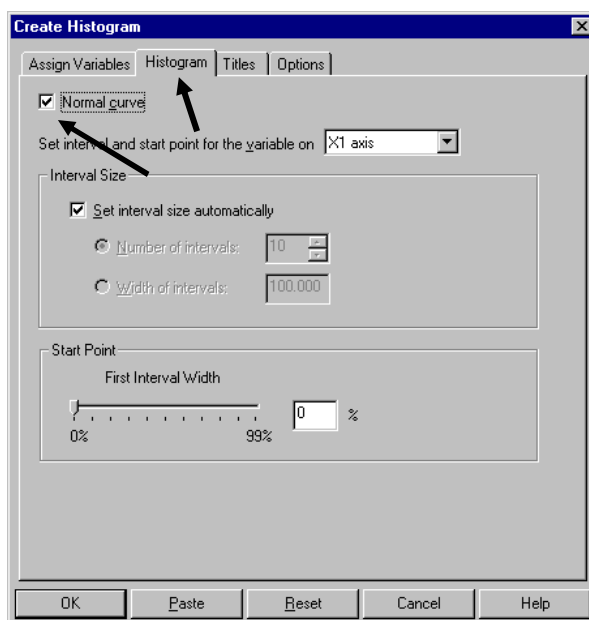 Create Histogram
Assign Variables Histogram Titles Options
Normal curve
Set interval and start point for the variable on X1 axis
Interval Size
Set interval size automatically
Number of intervals: 10
Width of intervals: 100.000
Start Point
First Interval Width
0 %
0% 99%
OK Paste Reset Cancel Help